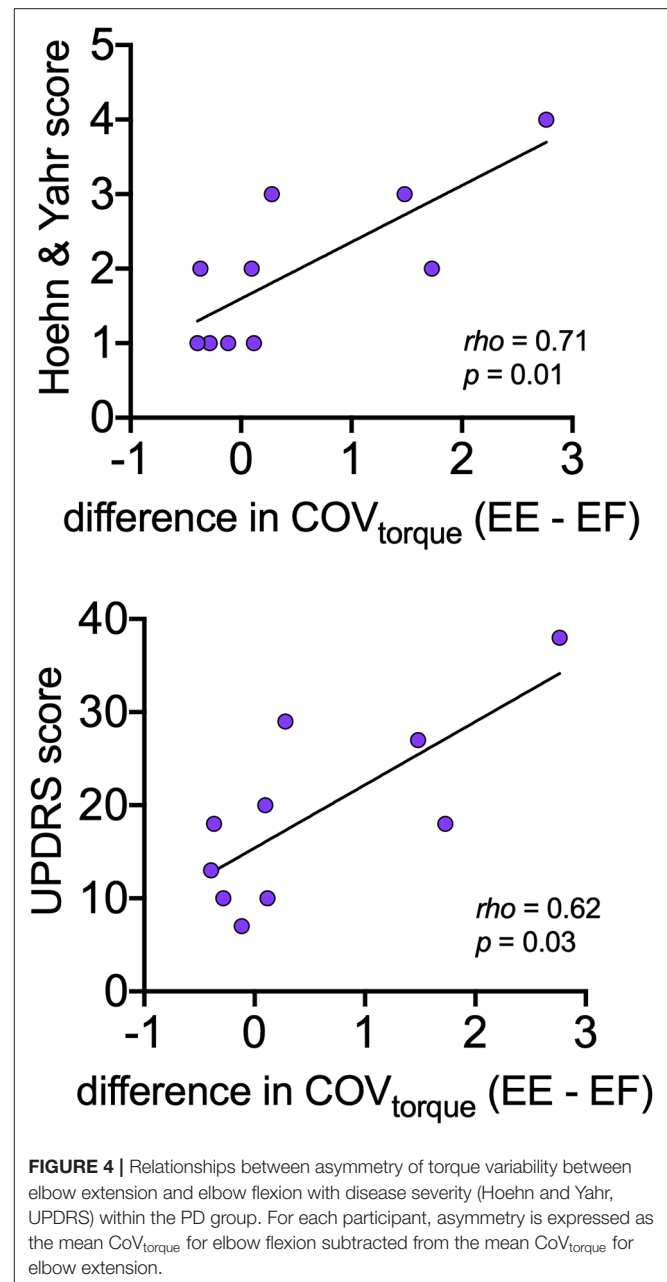 5
4
3
2
1
0
Hoehn & Yahr score
rho = 0.71
p = 0.01
-1 0 1 2 3
difference in COVtorque (EE - EF)
40
30
20
10
0
UPDRS score
rho = 0.62
p = 0.03
-1 0 1 2 3
difference in COVtorque (EE - EF)
FIGURE 4 | Relationships between asymmetry of torque variability between
elbow extension and elbow flexion with disease severity (Hoehn and Yahr,
UPDRS) within the PD group. For each participant, asymmetry is expressed as
the mean CoVtorque for elbow flexion subtracted from the mean CoVtorque for
elbow extension.